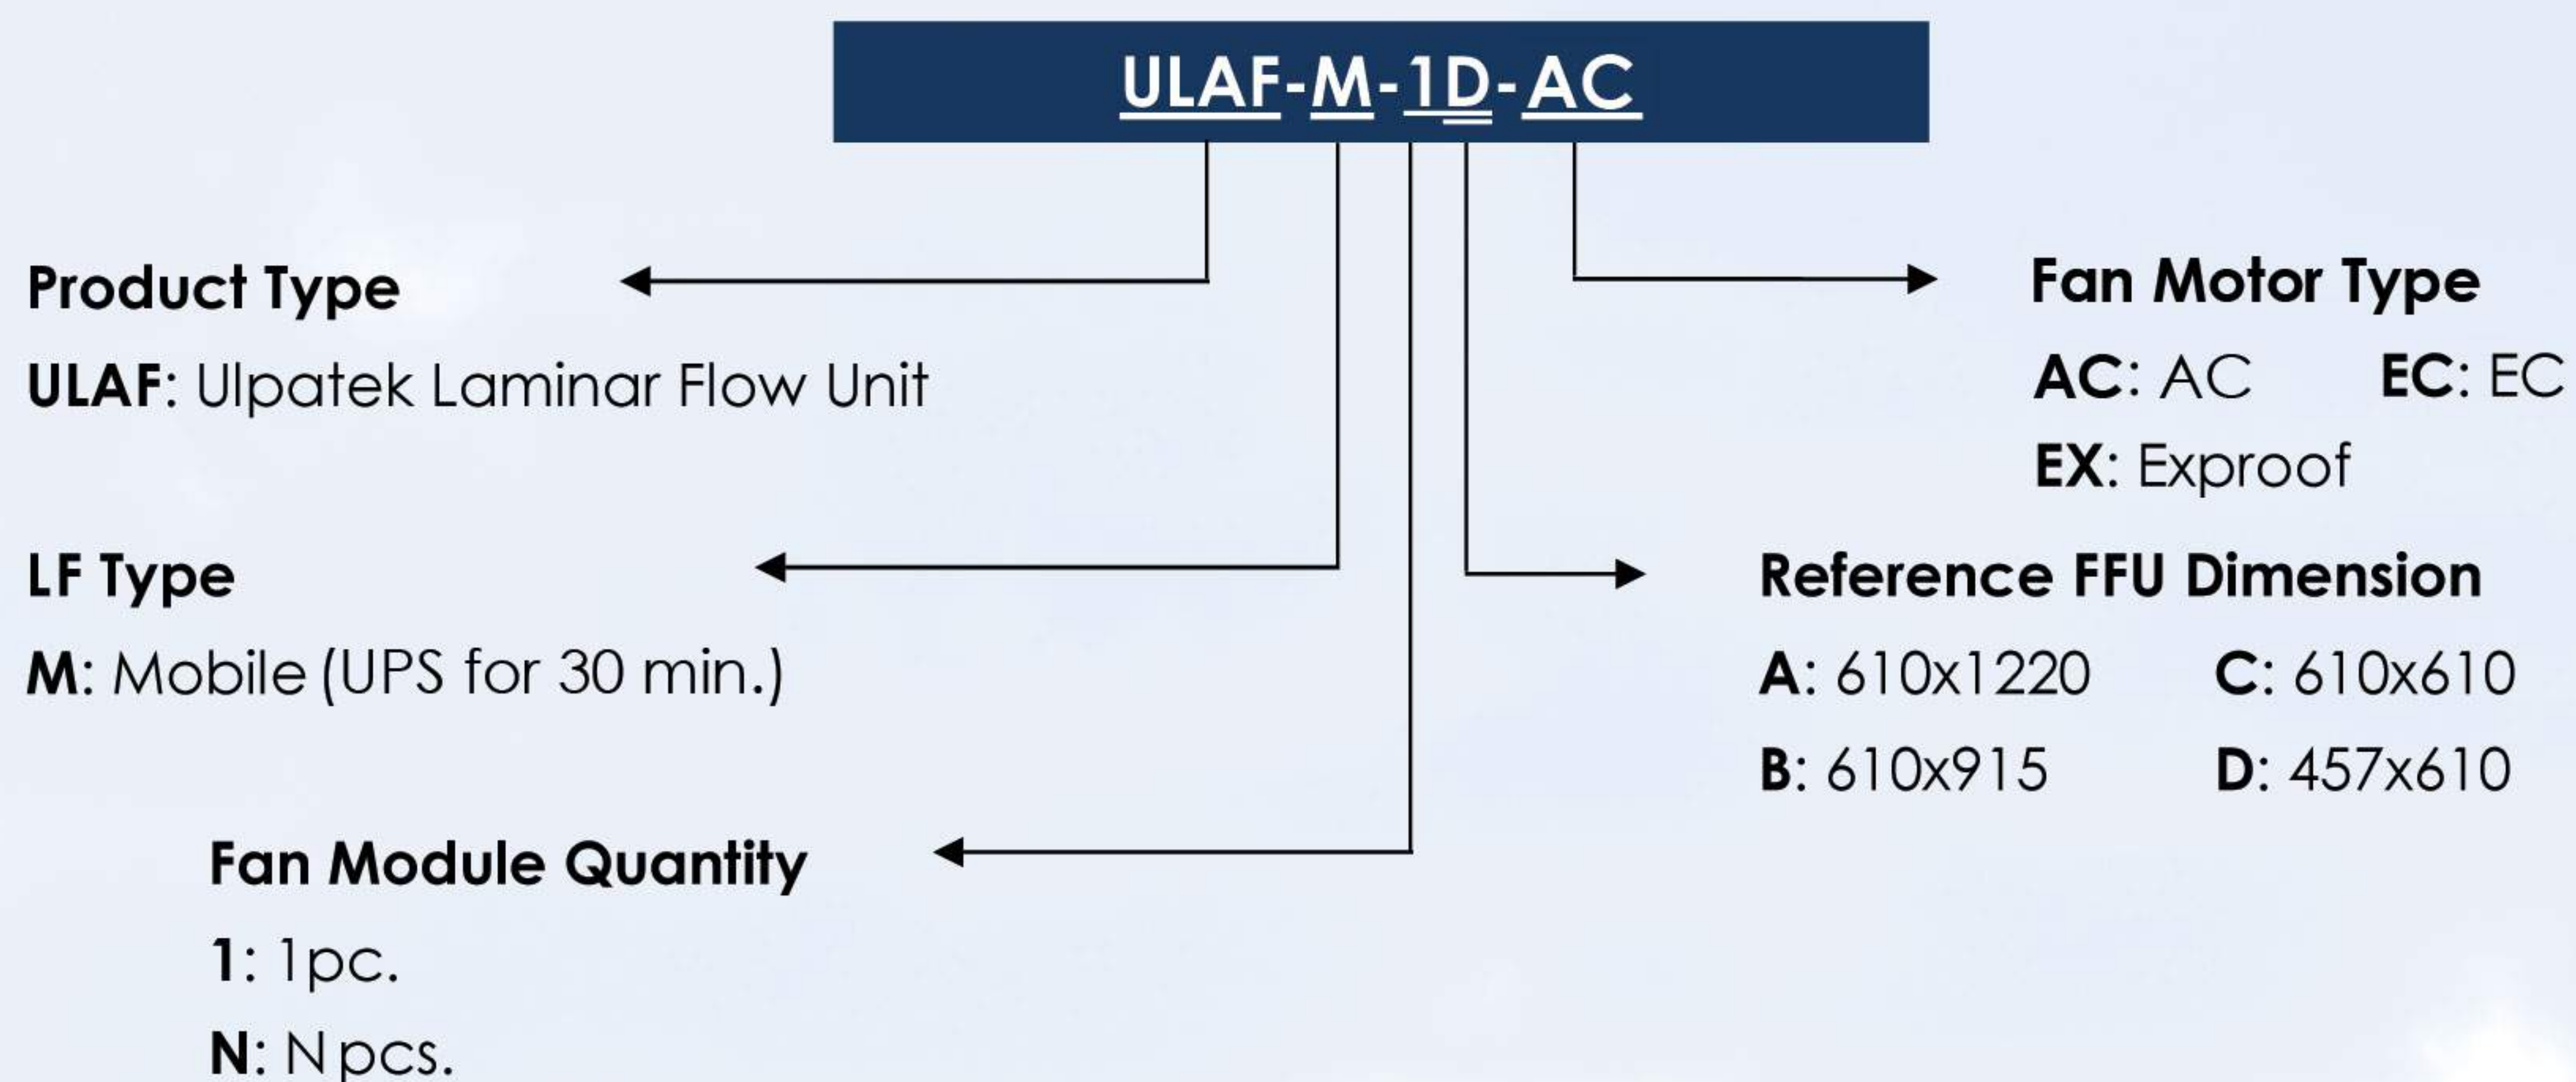 ULAF-M-1D-AC
Product Type
ULAF: Ulpatek Laminar Flow Unit
LF Type
M: Mobile (UPS for 30 min.)
Fan Module Quantity
1: 1pc.
N: N pcs.
Fan Motor Type
AC: AC EC: EC
EX: Exproof
Reference FFU Dimension
A: 610x1220 C: 610x610
B: 610x915 D: 457x610